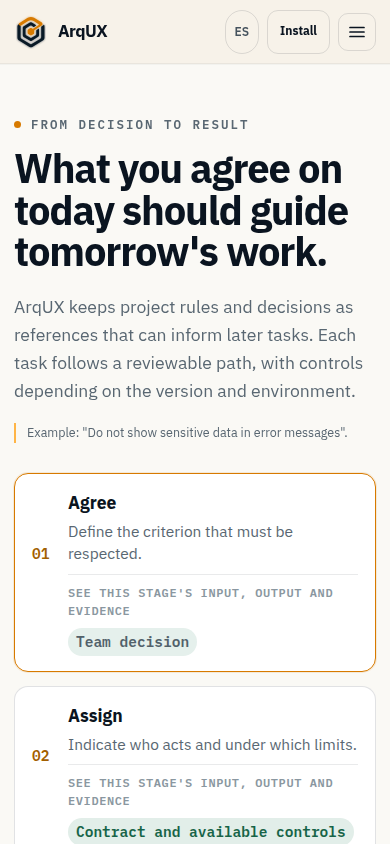 ArqUX
ES
Install
FROM DECISION TO RESULT
What you agree on
today should guide
tomorrow's work.
ArqUX keeps project rules and decisions as
references that can inform later tasks. Each
task follows a reviewable path, with controls
depending on the version and environment.
Example: "Do not show sensitive data in error messages".
01
Agree
Define the criterion that must be
respected.
SEE THIS STAGE'S INPUT, OUTPUT AND
EVIDENCE
Team decision
02
Assign
Indicate who acts and under which limits.
SEE THIS STAGE'S INPUT, OUTPUT AND
EVIDENCE
Contract and available controls